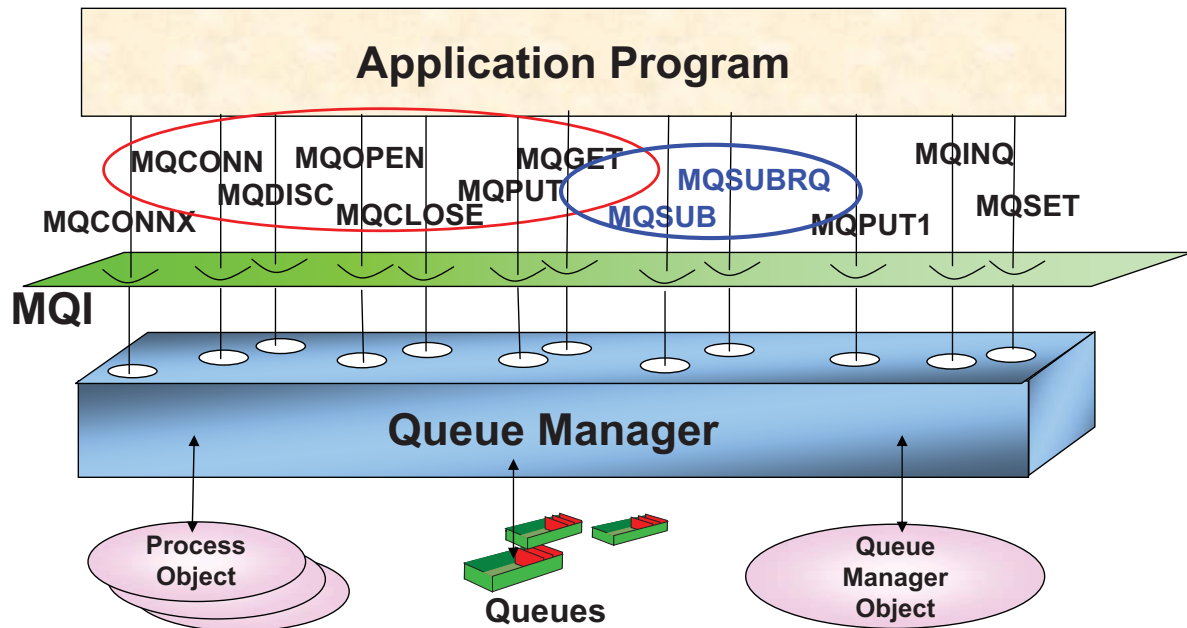 Application Program
MQCONN
MQOPEN
MQGET
MQINQ
MQDISC
MQPUT
MQSUBRQ
MQCONNX
MQCLOSE
MQSUB
MQPUT1
MQSET
MQI
Queue Manager
Process
Object
Queues
Queue
Manager
Object